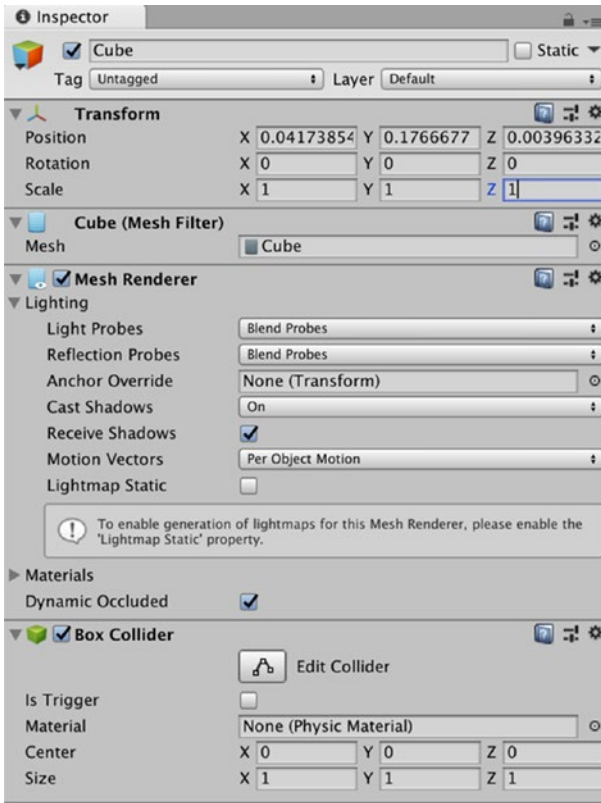 Inspector
Cube Static
Tag Untagged Layer Default
Transform
Position X 0.04173854 Y 0.1766677 Z 0.00396332
Rotation X 0 Y 0 Z 0
Scale X 1 Y 1 Z 1
Cube (Mesh Filter)
Mesh Cube
Mesh Renderer
Lighting
Light Probes Blend Probes
Reflection Probes Blend Probes
Anchor Override None (Transform)
Cast Shadows On
Receive Shadows
Motion Vectors Per Object Motion
Lightmap Static
To enable generation of lightmaps for this Mesh Renderer, please enable the
'Lightmap Static' property.
Materials
Dynamic Occluded
Box Collider
Edit Collider
Is Trigger
Material None (Physic Material)
Center X 0 Y 0 Z 0
Size X 1 Y 1 Z 1